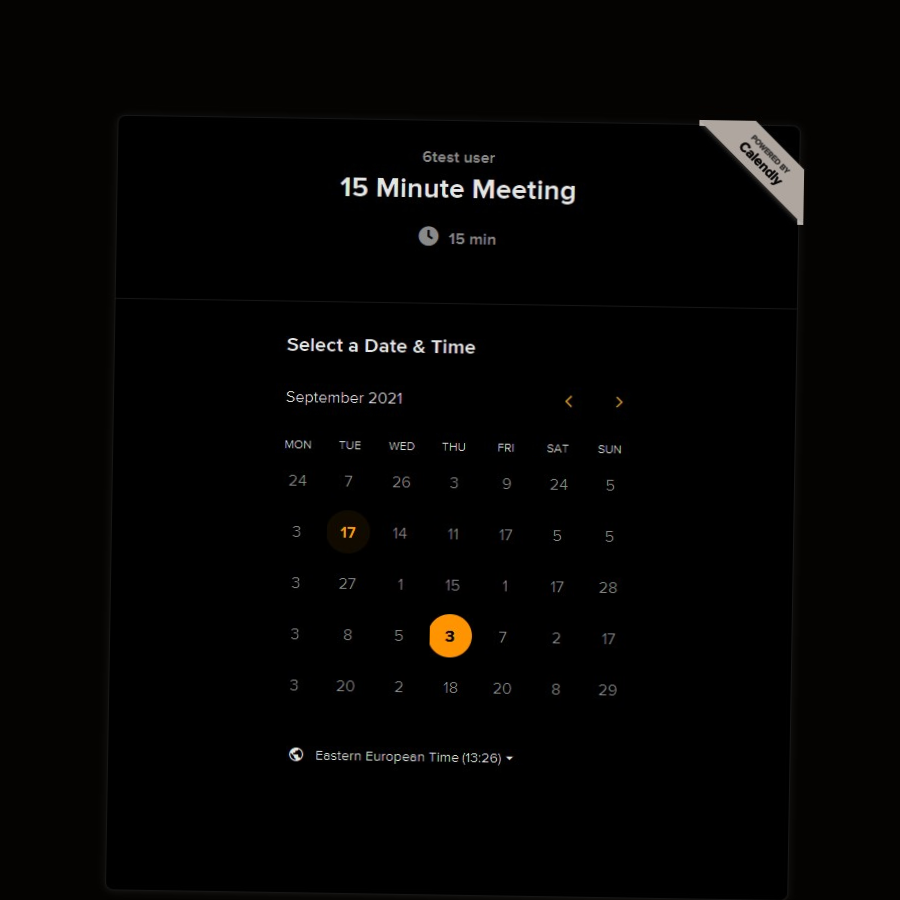 POWERED BY
Calendly
6test user
15 Minute Meeting
15 min
Select a Date & Time
September 2021
MON TUE WED THU FRI SAT SUN
24 7 26 3 9 24 5
3 17 14 11 17 5 5
3 27 1 15 1 17 28
3 8 5 3 7 2 17
3 20 2 18 20 8 29
Eastern European Time (13:26)